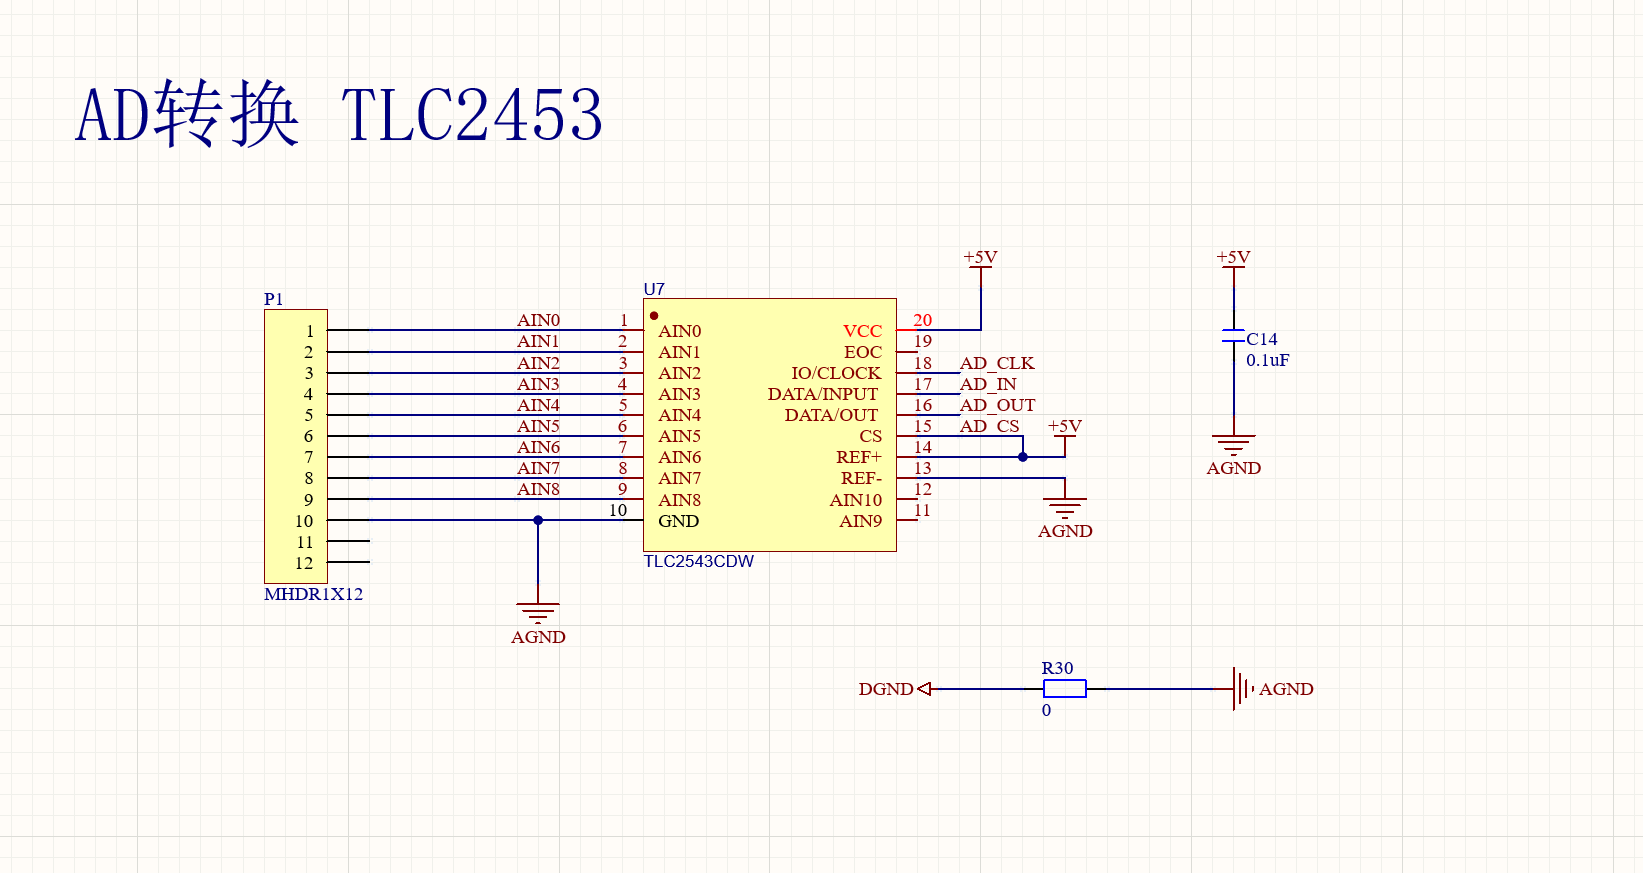 AD转换 TLC2453
+5V
+5V
P1
U7
1 AIN0 1 AIN0 VCC 20
2 AIN1 2 AIN1 EOC 19
3 AIN2 3 AIN2 IO/CLOCK 18 AD_CLK
4 AIN3 4 AIN3 DATA/INPUT 17 AD_IN
5 AIN4 5 AIN4 DATA/OUT 16 AD_OUT
6 AIN5 6 AIN5 CS 15 AD_CS +5V
7 AIN6 7 AIN6 REF+ 14
8 AIN7 8 AIN7 REF- 13
9 AIN8 9 AIN8 AIN10 12
10 10 GND AIN9 11
11
12
MHDR1X12
TLC2543CDW
AGND
AGND
C14
0.1uF
AGND
R30
DGND AGND
0